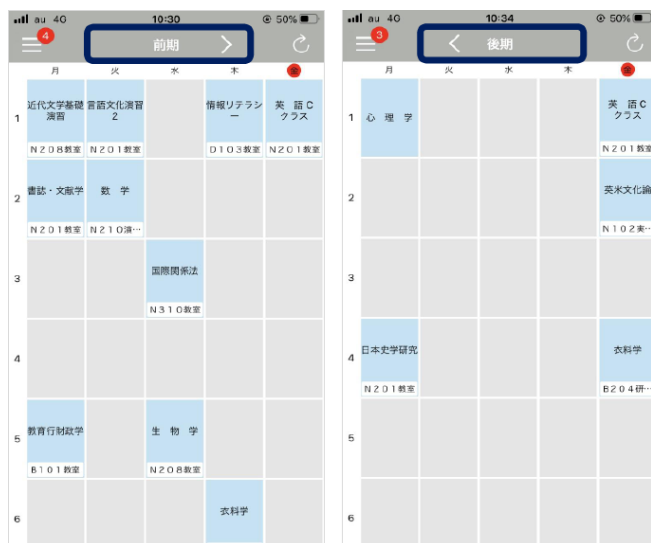 au 4G 10:30 50%
4 前期
月 火 水 木 金
1 近代文学基礎演習 言語文化演習2 情報リテラシー 英 語 C クラス
N208教室 N201教室 D103教室 N201教室
2 書誌・文献学 数 学
N201教室 N210演…
3 国際関係法
N310教室
4
5 教育行財政学 生 物 学
B101教室 N208教室
6 衣料学
au 4G 10:34 50%
3 後期
月 火 水 木 金
1 心 理 学 英 語 C クラス
N201教室
2 英米文化論
N102実…
3
4 日本史学研究 衣料学
N201教室 B204研…
5
6